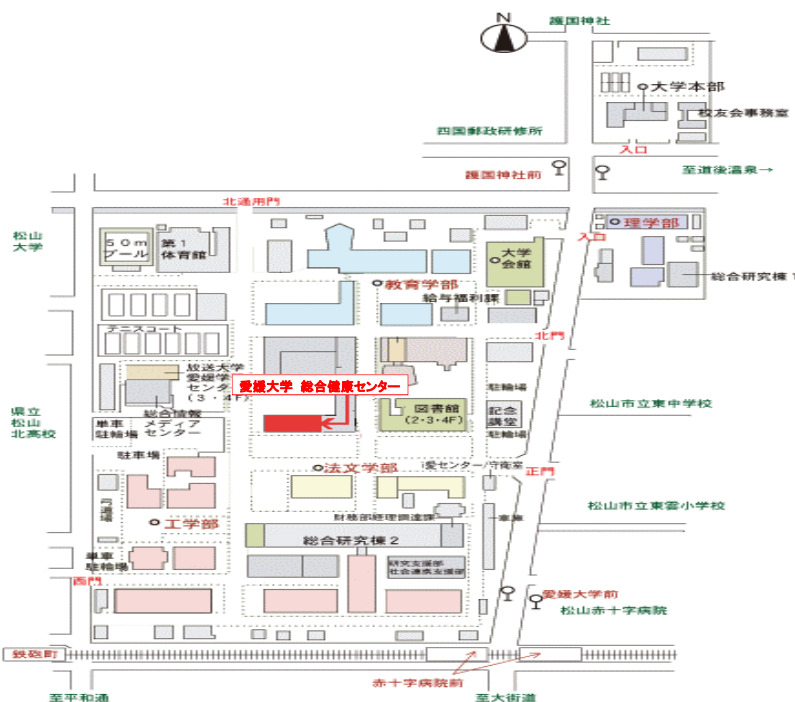 護国神社
N
大学本部
校友会事務室
四国郵政研修所
入口
護国神社前
至道後温泉→
北通用門
松山
大学
50m
プール
第1
体育館
大学
会館
理学部
入口
総合研究棟1
教育学部
給与福利課
テニスコート
北門
放送大学
愛媛学
センタ
(3・4F)
愛媛大学 総合健康センター
駐輪場
図書館
(2・3・4F)
記念
講堂
駐輪場
松山市立東中学校
県立
松山
北高校
総合情報
メディア
センター
単車
駐輪場
駐車場
法文学部
愛センター/守衛室
正門
弓道場
工学部
財務部経理調達課
車庫
松山市立東雲小学校
総合研究棟2
単車
駐輪場
研究支援部
社会連携支援部
西門
愛媛大学前
松山赤十字病院
鉄砲町
赤十字病院前
至平和通
至大街道